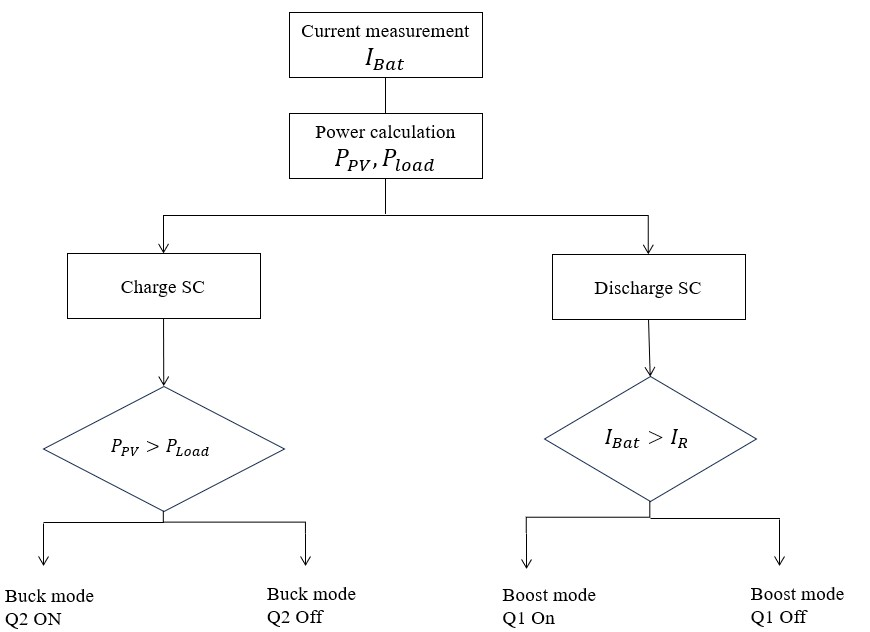 Current measurement
I_Bat
Power calculation
P_PV, P_load
Charge SC
Discharge SC
P_PV > P_Load
I_Bat > I_R
Buck mode
Q2 ON
Buck mode
Q2 Off
Boost mode
Q1 On
Boost mode
Q1 Off